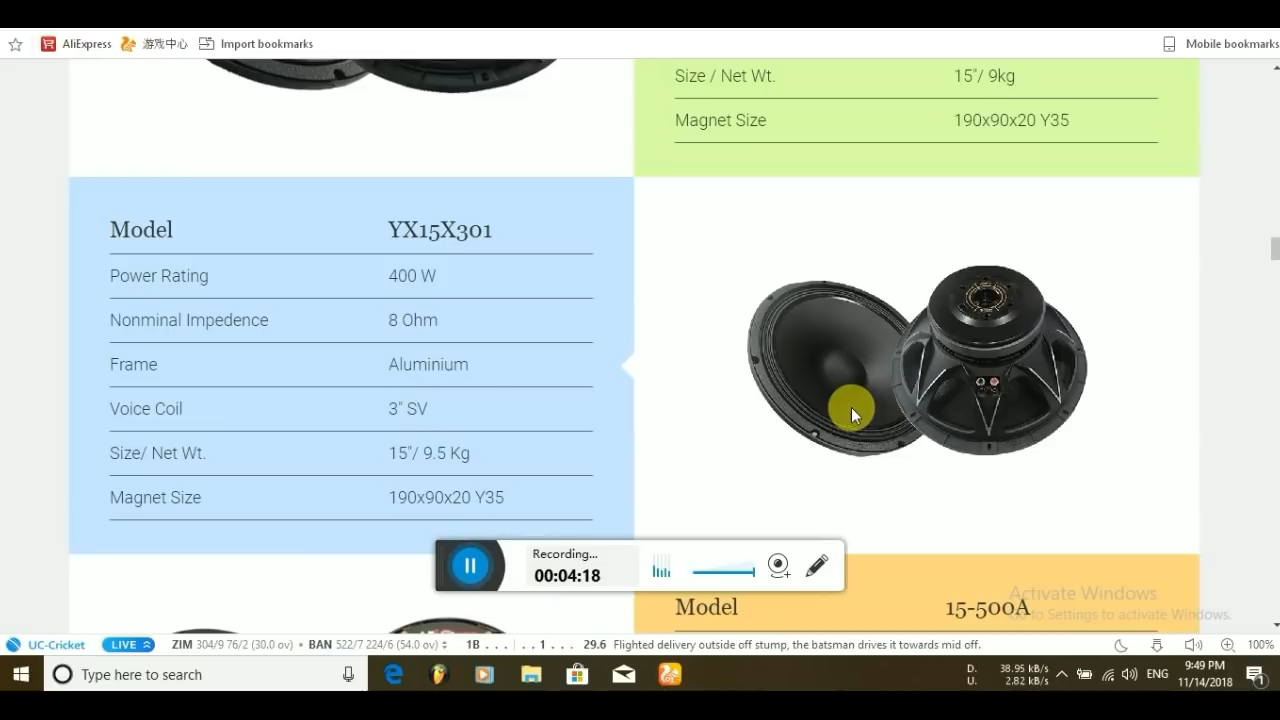 AliExpress 游戏中心 Import bookmarks Mobile bookmarks
Size / Net Wt. 15"/ 9kg
Magnet Size 190x90x20 Y35
Model YX15X301
Power Rating 400 W
Nonminal Impedence 8 Ohm
Frame Aluminium
Voice Coil 3" SV
Size/ Net Wt. 15"/ 9.5 Kg
Magnet Size 190x90x20 Y35
Recording...
00:04:18
Model 15-500A
Activate Windows
Go to Settings to activate Windows.
UC-Cricket LIVE ZIM 304/9 76/2 (30.0 ov) • BAN 522/7 224/6 (54.0 ov) 1B . . . . 1 . . . 29.6 Flighted delivery outside off stump, the batsman drives it towards mid off. 100%
Type here to search D. 38.95 kB/s ENG 9:49 PM
U. 2.82 kB/s 11/14/2018 1